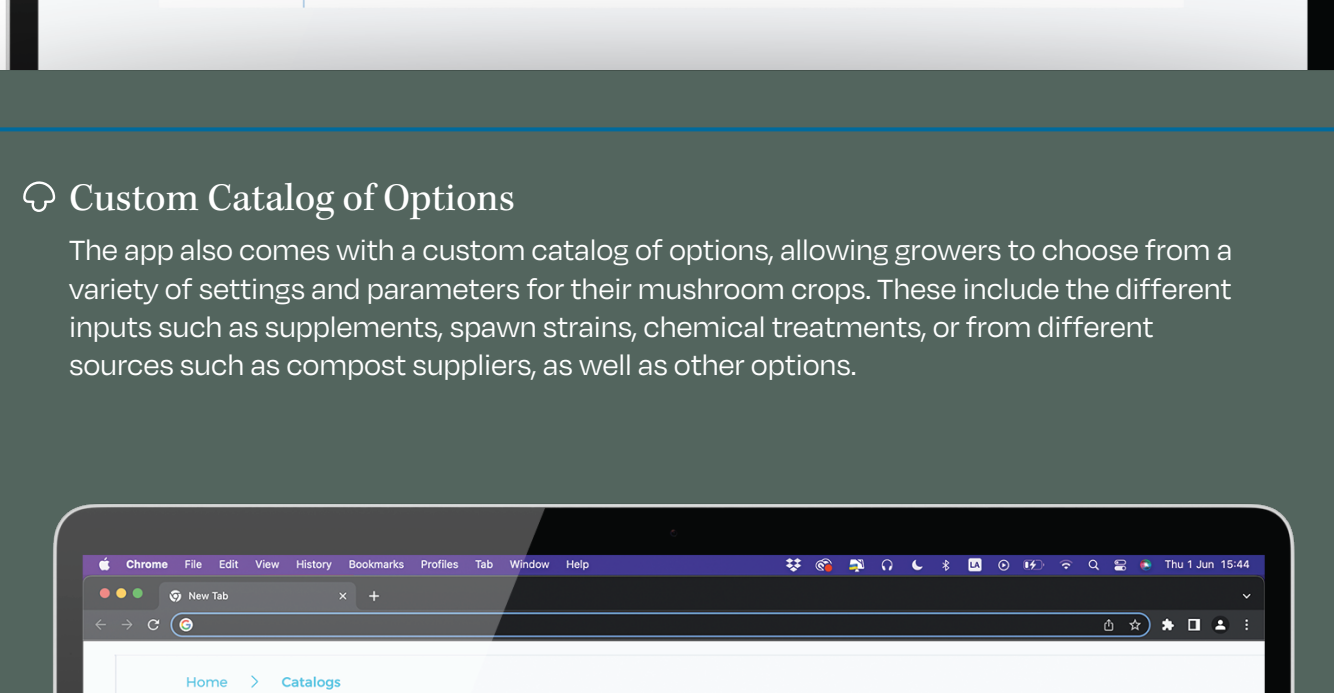 Custom Catalog of Options
The app also comes with a custom catalog of options, allowing growers to choose from a
variety of settings and parameters for their mushroom crops. These include the different
inputs such as supplements, spawn strains, chemical treatments, or from different
sources such as compost suppliers, as well as other options.
Chrome File Edit View History Bookmarks Profiles Tab Window Help LA Thu 1 Jun 15:44
New Tab
Home > Catalogs